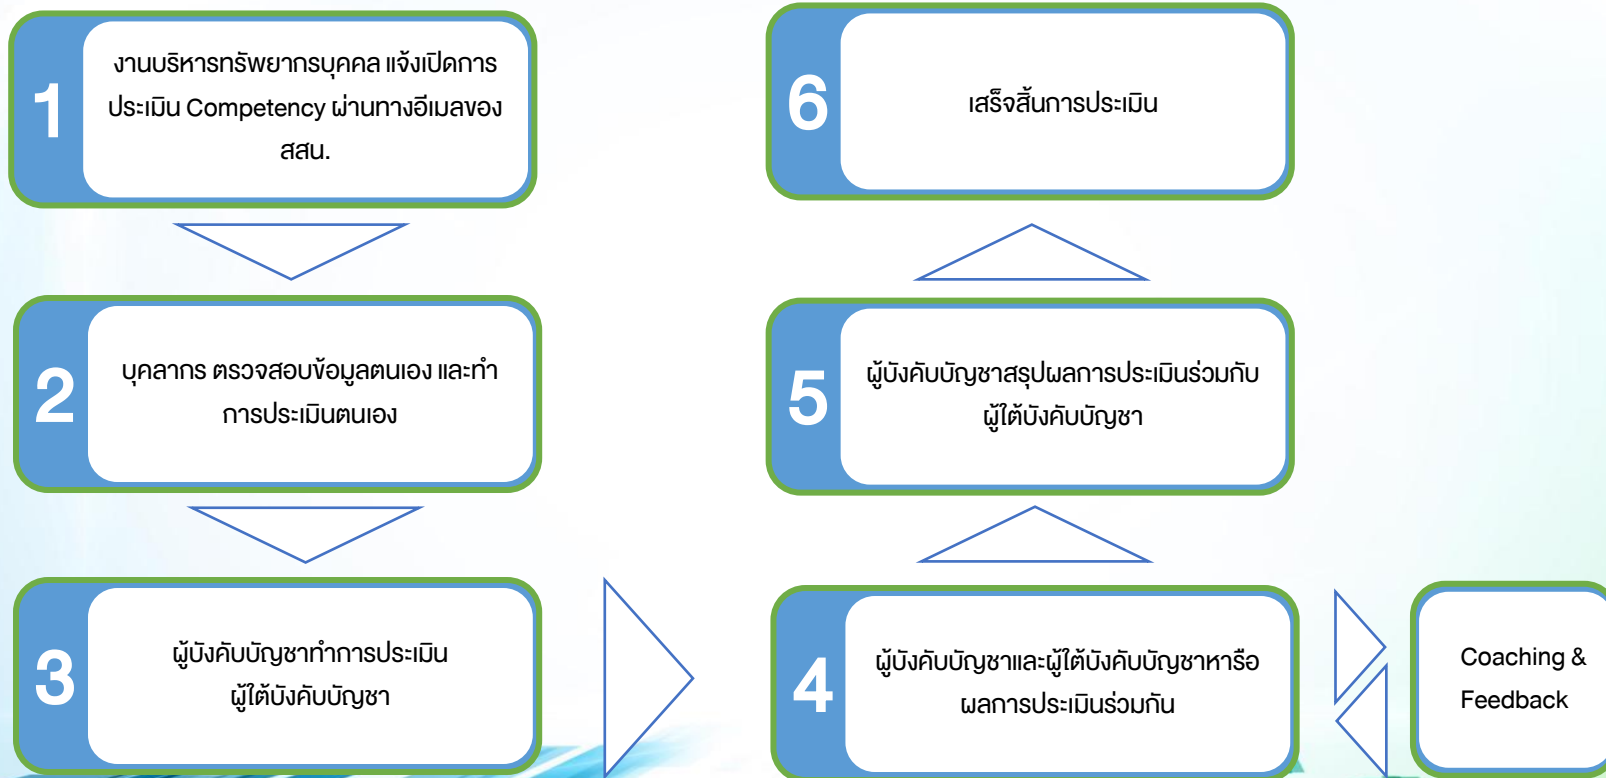 1
งานบริหารทรัพยากรบุคคล แจ้งเปิดการ
ประเมิน Competency ผ่านทางอีเมลของ
สสน.
2
บุคลากร ตรวจสอบข้อมูลตนเอง และทำ
การประเมินตนเอง
3
ผู้บังคับบัญชาทำการประเมิน
ผู้ใต้บังคับบัญชา
4
ผู้บังคับบัญชาและผู้ใต้บังคับบัญชาหารือ
ผลการประเมินร่วมกัน
Coaching &
Feedback
5
ผู้บังคับบัญชาสรุปผลการประเมินร่วมกับ
ผู้ใต้บังคับบัญชา
6
เสร็จสิ้นการประเมิน